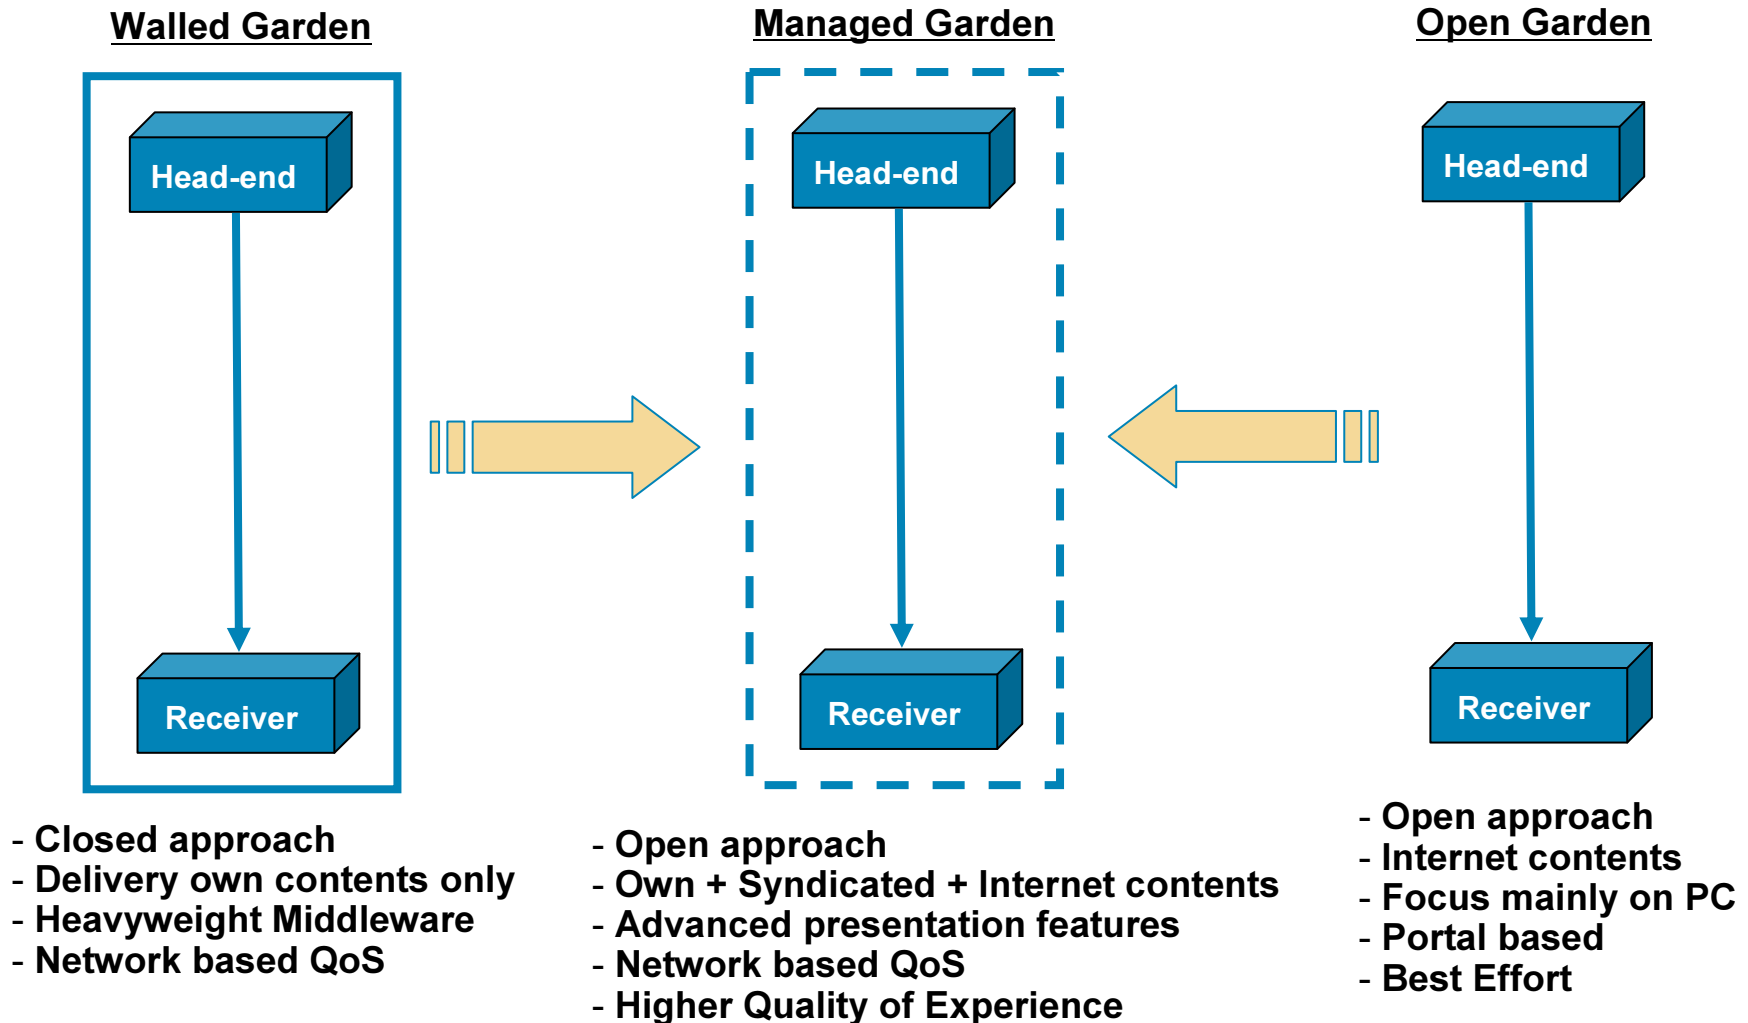 Walled Garden
Head-end
Receiver
- Closed approach
- Delivery own contents only
- Heavyweight Middleware
- Network based QoS
Managed Garden
Head-end
Receiver
- Open approach
- Own + Syndicated + Internet contents
- Advanced presentation features
- Network based QoS
- Higher Quality of Experience
Open Garden
Head-end
Receiver
- Open approach
- Internet contents
- Focus mainly on PC
- Portal based
- Best Effort